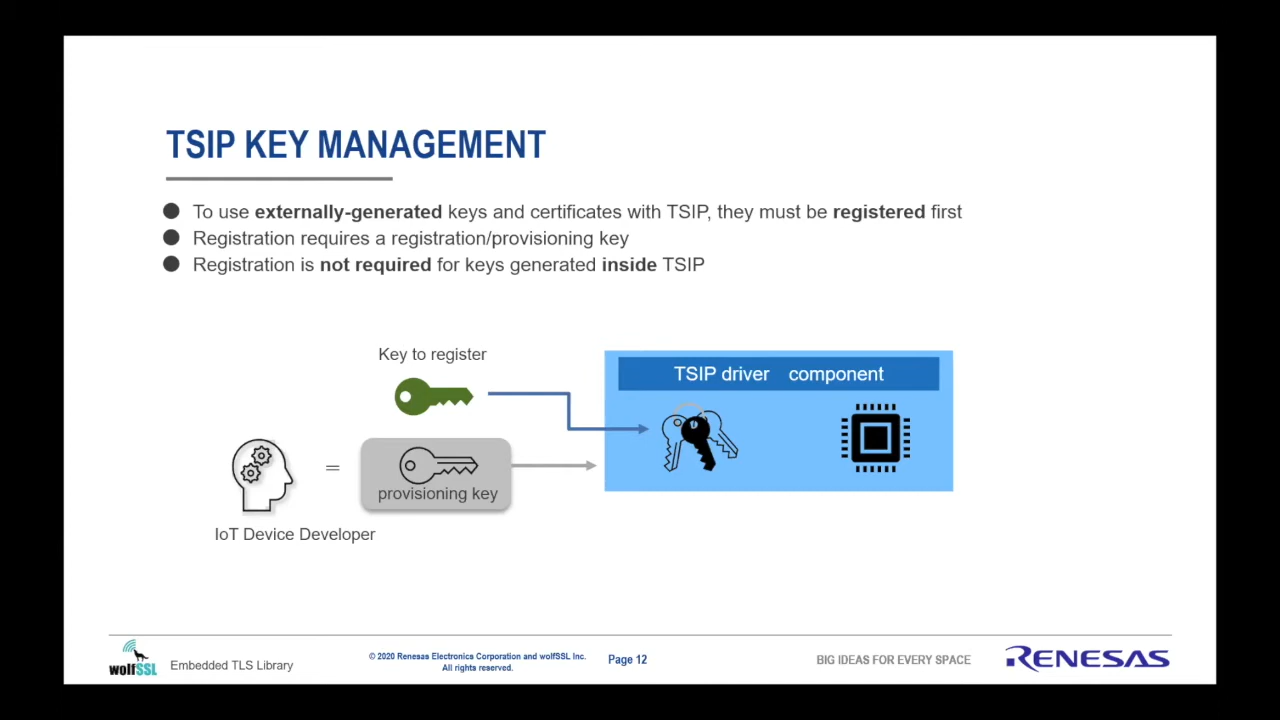 TSIP KEY MANAGEMENT
To use externally-generated keys and certificates with TSIP, they must be registered first
Registration requires a registration/provisioning key
Registration is not required for keys generated inside TSIP
Key to register
TSIP driver component
=
provisioning key
IoT Device Developer
wolfSSL
Embedded TLS Library
© 2020 Renesas Electronics Corporation and wolfSSL Inc.
All rights reserved.
Page 12
BIG IDEAS FOR EVERY SPACE
RENESAS